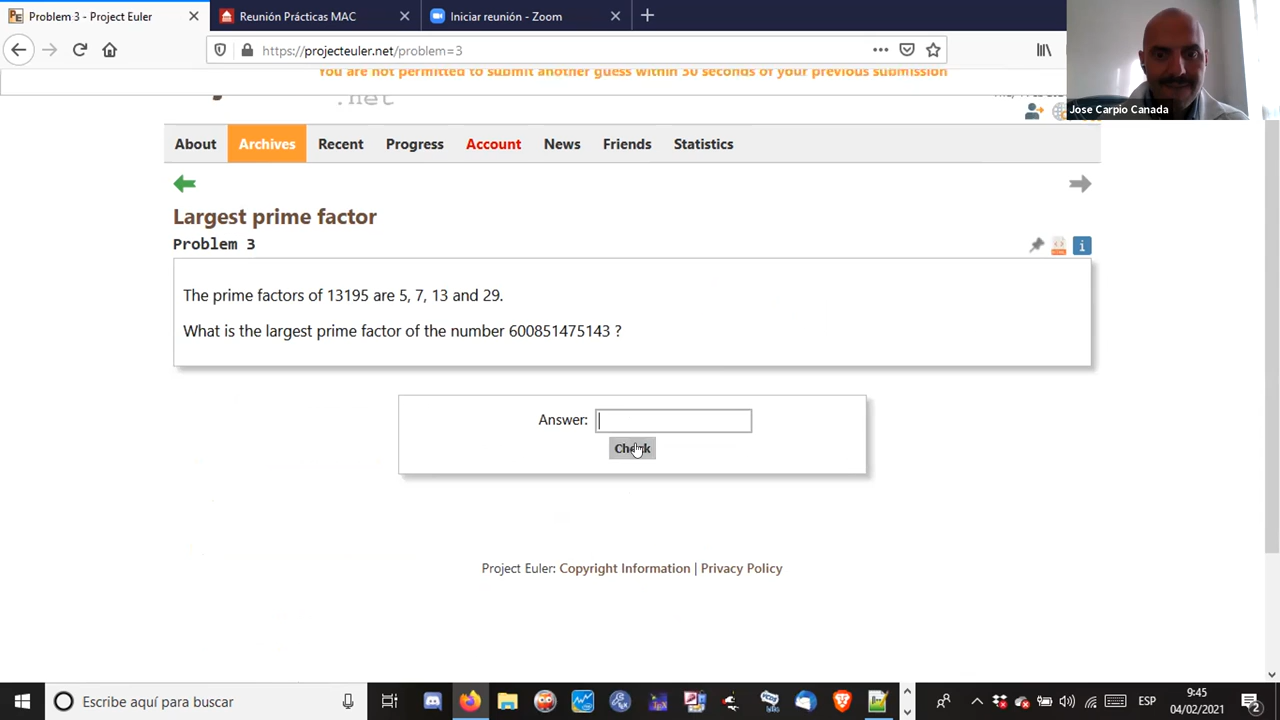 Problem 3 - Project Euler
Reunión Prácticas MAC
Iniciar reunión - Zoom
https://projecteuler.net/problem=3
You are not permitted to submit another guess within 30 seconds of your previous submission
.net
Jose Carpio Canada
About Archives Recent Progress Account News Friends Statistics
Largest prime factor
Problem 3
The prime factors of 13195 are 5, 7, 13 and 29.
What is the largest prime factor of the number 600851475143 ?
Answer:
Check
Project Euler: Copyright Information | Privacy Policy
Escribe aquí para buscar
ESP
9:45
04/02/2021
2